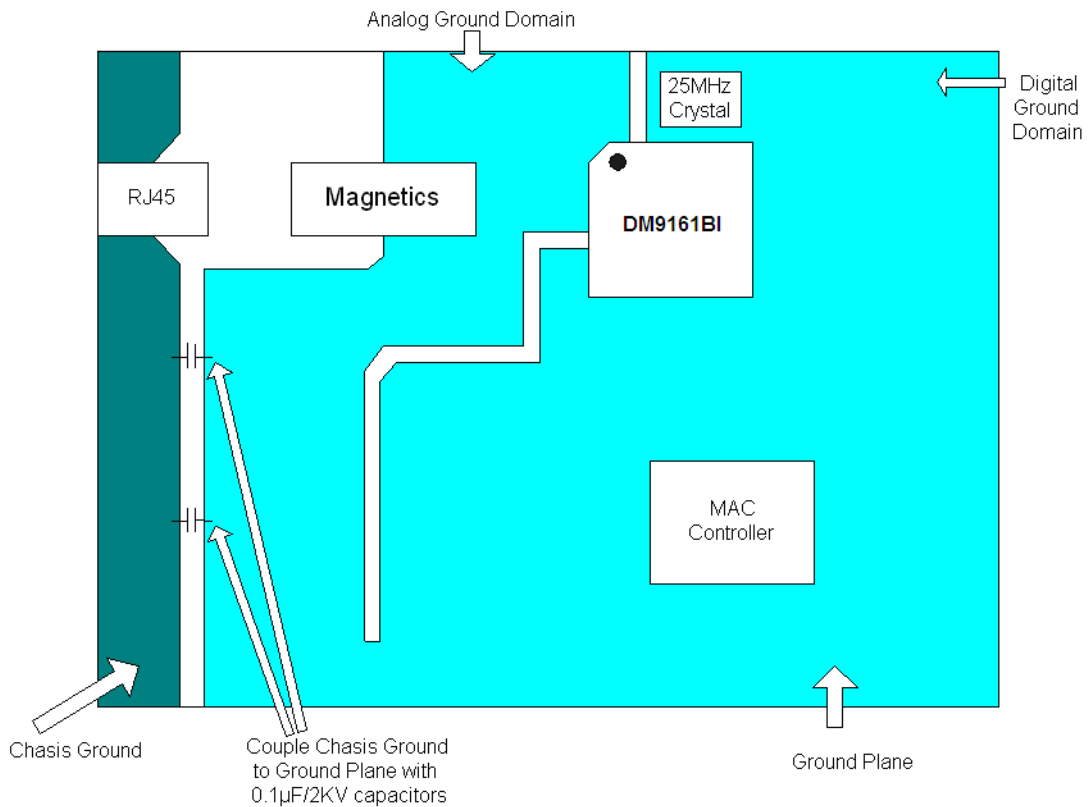 Analog Ground Domain
25MHz
Crystal
Digital
Ground
Domain
RJ45
Magnetics
DM9161BI
MAC
Controller
Chasis Ground
Couple Chasis Ground
to Ground Plane with
0.1µF/2KV capacitors
Ground Plane